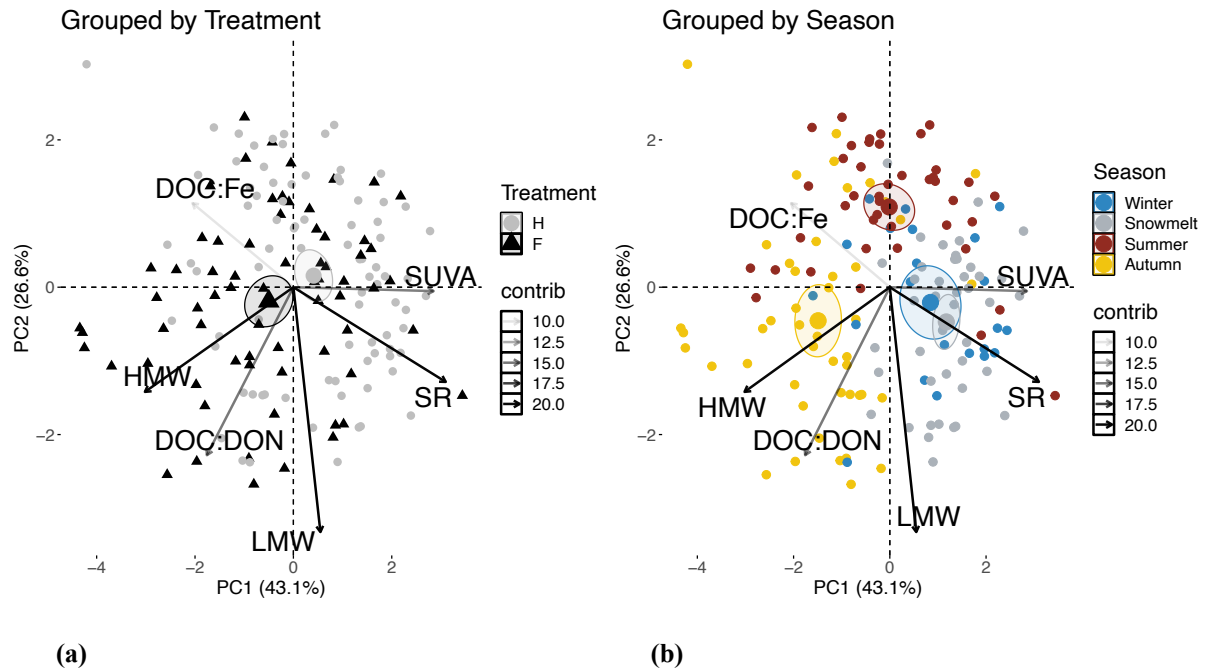 Grouped by Treatment
2
0
−2
PC2 (26.6%)
−4
−2
0
2
PC1 (43.1%)
DOC:Fe
SUVA
HMW
SR
DOC:DON
LMW
Treatment
H
F
contrib
10.0
12.5
15.0
17.5
20.0
(a)
Grouped by Season
2
0
−2
PC2 (26.6%)
−4
−2
0
2
PC1 (43.1%)
DOC:Fe
SUVA
HMW
SR
DOC:DON
LMW
Season
Winter
Snowmelt
Summer
Autumn
contrib
10.0
12.5
15.0
17.5
20.0
(b)